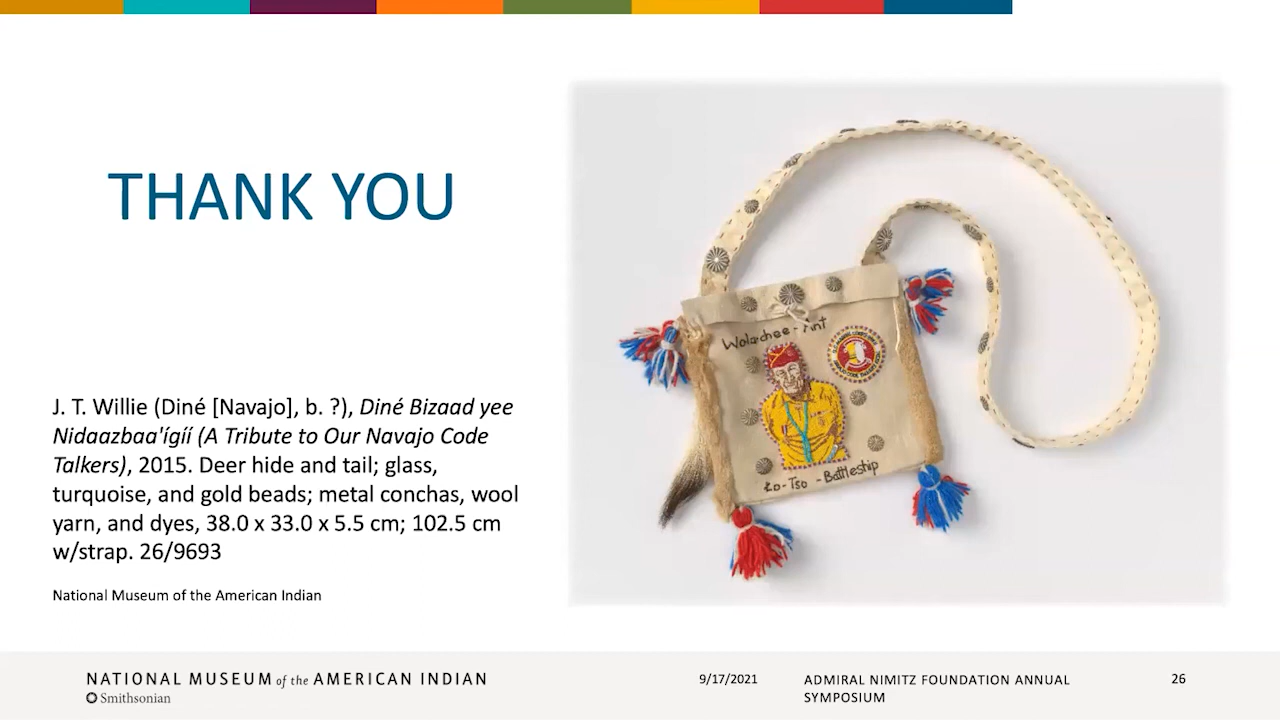 THANK YOU
Wolachee - Ant
Ło-Tso - Battleship
J. T. Willie (Diné [Navajo], b. ?), Diné Bizaad yee
Nidaazbaa'ígíí (A Tribute to Our Navajo Code
Talkers), 2015. Deer hide and tail; glass,
turquoise, and gold beads; metal conchas, wool
yarn, and dyes, 38.0 x 33.0 x 5.5 cm; 102.5 cm
w/strap. 26/9693
National Museum of the American Indian
NATIONAL MUSEUM of the AMERICAN INDIAN
Smithsonian
9/17/2021
ADMIRAL NIMITZ FOUNDATION ANNUAL
SYMPOSIUM
26